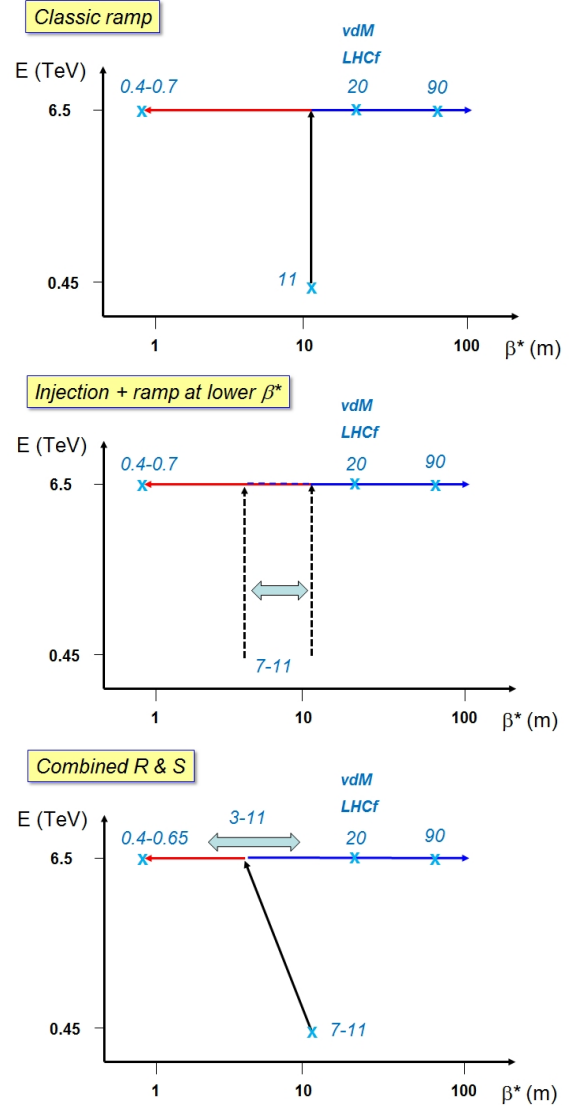 Classic ramp
vdM
LHCf
E (TeV)
0.4-0.7
20
90
6.5
11
0.45
1
10
100
β* (m)
Injection + ramp at lower β*
vdM
LHCf
E (TeV)
0.4-0.7
20
90
6.5
0.45
7-11
1
10
100
β* (m)
Combined R & S
vdM
LHCf
E (TeV)
3-11
0.4-0.65
20
90
6.5
0.45
7-11
1
10
100
β* (m)